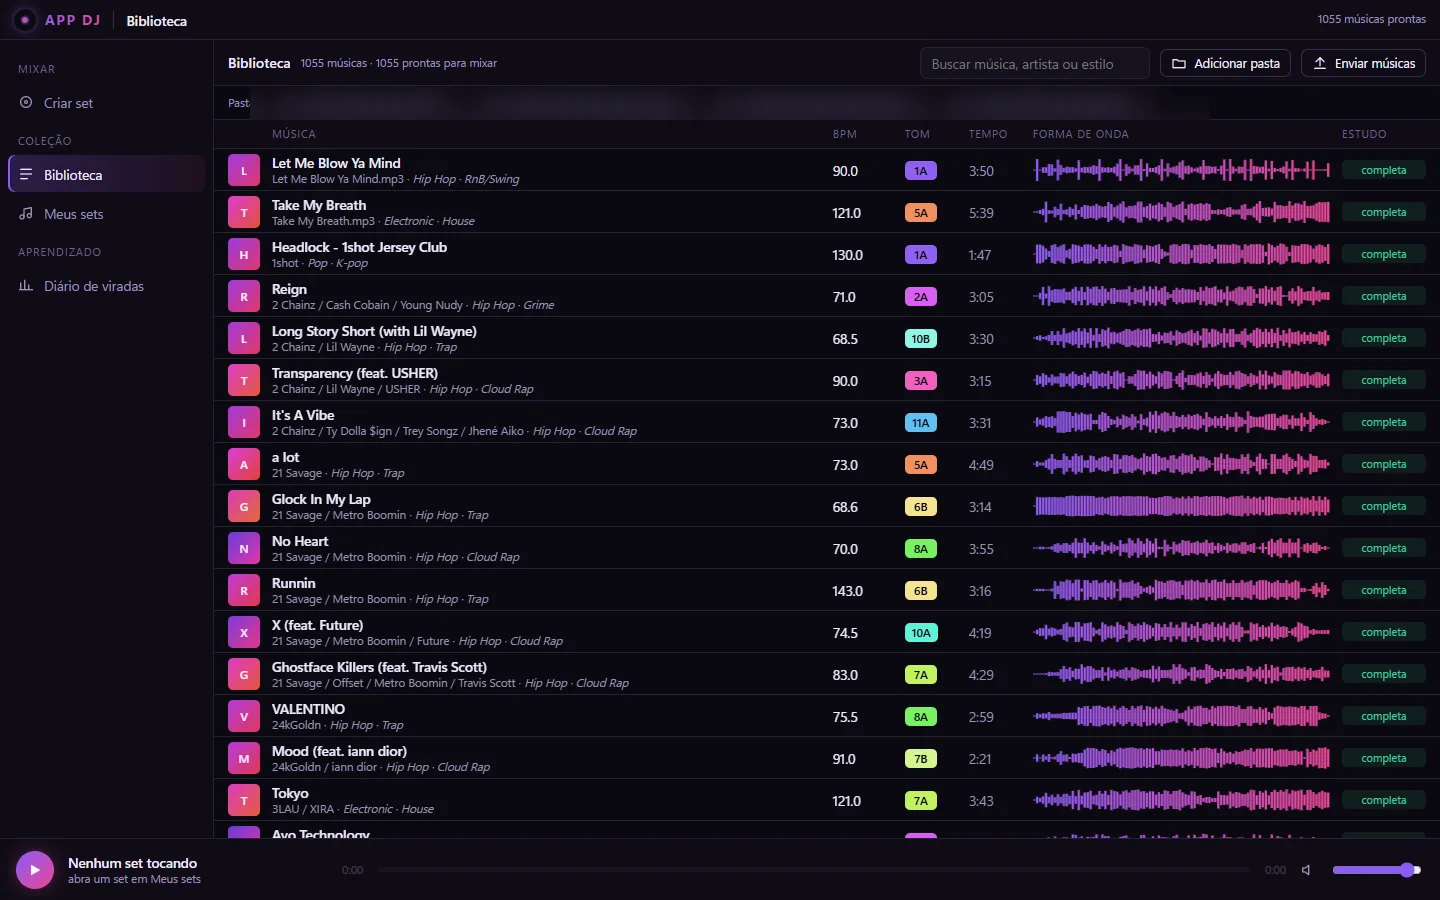 APP DJ
Biblioteca
1055 músicas prontas
MIXAR
Criar set
COLEÇÃO
Biblioteca
Meus sets
APRENDIZADO
Diário de viradas
Biblioteca 1055 músicas · 1055 prontas para mixar
Buscar música, artista ou estilo
Adicionar pasta
Enviar músicas
MÚSICA BPM TOM TEMPO FORMA DE ONDA ESTUDO
L Let Me Blow Ya Mind 90.0 1A 3:50 completa
Let Me Blow Ya Mind.mp3 · Hip Hop · RnB/Swing
T Take My Breath 121.0 5A 5:39 completa
Take My Breath.mp3 · Electronic · House
H Headlock - 1shot Jersey Club 130.0 1A 1:47 completa
1shot · Pop · K-pop
R Reign 71.0 2A 3:05 completa
2 Chainz / Cash Cobain / Young Nudy · Hip Hop · Grime
L Long Story Short (with Lil Wayne) 68.5 10B 3:30 completa
2 Chainz / Lil Wayne · Hip Hop · Trap
T Transparency (feat. USHER) 90.0 3A 3:15 completa
2 Chainz / Lil Wayne / USHER · Hip Hop · Cloud Rap
I It's A Vibe 73.0 11A 3:31 completa
2 Chainz / Ty Dolla $ign / Trey Songz / Jhené Aiko · Hip Hop · Cloud Rap
A a lot 73.0 5A 4:49 completa
21 Savage · Hip Hop · Trap
G Glock In My Lap 68.6 6B 3:14 completa
21 Savage / Metro Boomin · Hip Hop · Trap
N No Heart 70.0 8A 3:55 completa
21 Savage / Metro Boomin · Hip Hop · Cloud Rap
R Runnin 143.0 6B 3:16 completa
21 Savage / Metro Boomin · Hip Hop · Trap
X X (feat. Future) 74.5 10A 4:19 completa
21 Savage / Metro Boomin / Future · Hip Hop · Cloud Rap
G Ghostface Killers (feat. Travis Scott) 83.0 7A 4:29 completa
21 Savage / Offset / Metro Boomin / Travis Scott · Hip Hop · Cloud Rap
V VALENTINO 75.5 8A 2:59 completa
24kGoldn · Hip Hop · Trap
M Mood (feat. iann dior) 91.0 7B 2:21 completa
24kGoldn / iann dior · Hip Hop · Cloud Rap
T Tokyo 121.0 7A 3:43 completa
3LAU / XIRA · Electronic · House
Ayo Technology
Nenhum set tocando
abra um set em Meus sets
0:00 0:00